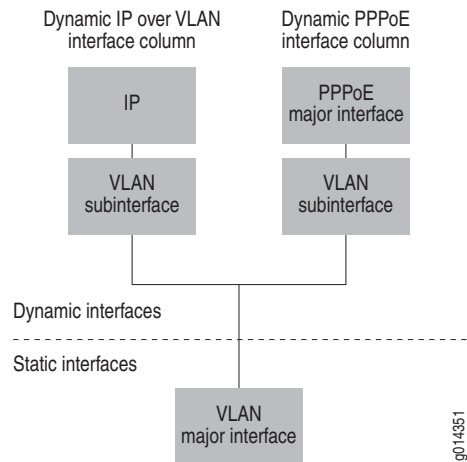 Dynamic IP over VLAN
interface column
Dynamic PPPoE
interface column
IP
PPPoE
major interface
VLAN
subinterface
VLAN
subinterface
Dynamic interfaces
Static interfaces
VLAN
major interface
g014351